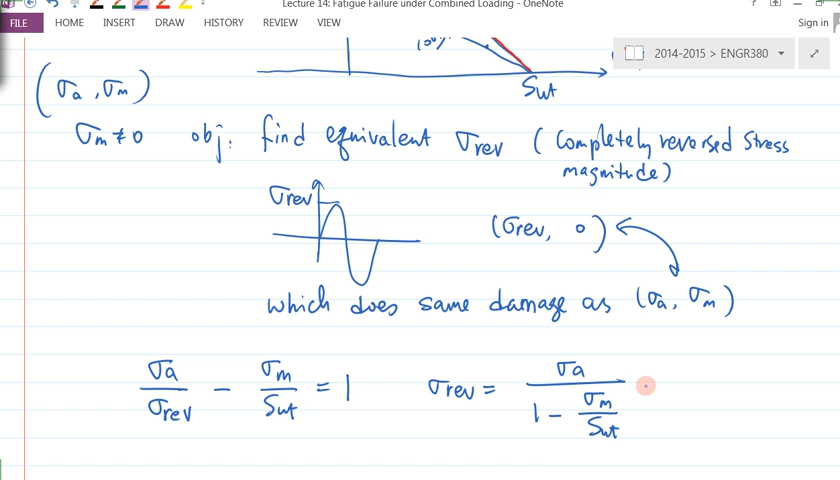 Lecture 14: Fatigue Failure under Combined Loading - OneNote
FILE HOME INSERT DRAW HISTORY REVIEW VIEW Sign in
2014-2015 > ENGR380
100%
Sut
(σa, σm)
σm ≠ 0 obj: find equivalent σrev (completely reversed stress
magnitude)
σrev
(σrev, 0)
which does same damage as (σa, σm)
σa/σrev - σm/Sut = 1 σrev = σa/(1 - σm/Sut)